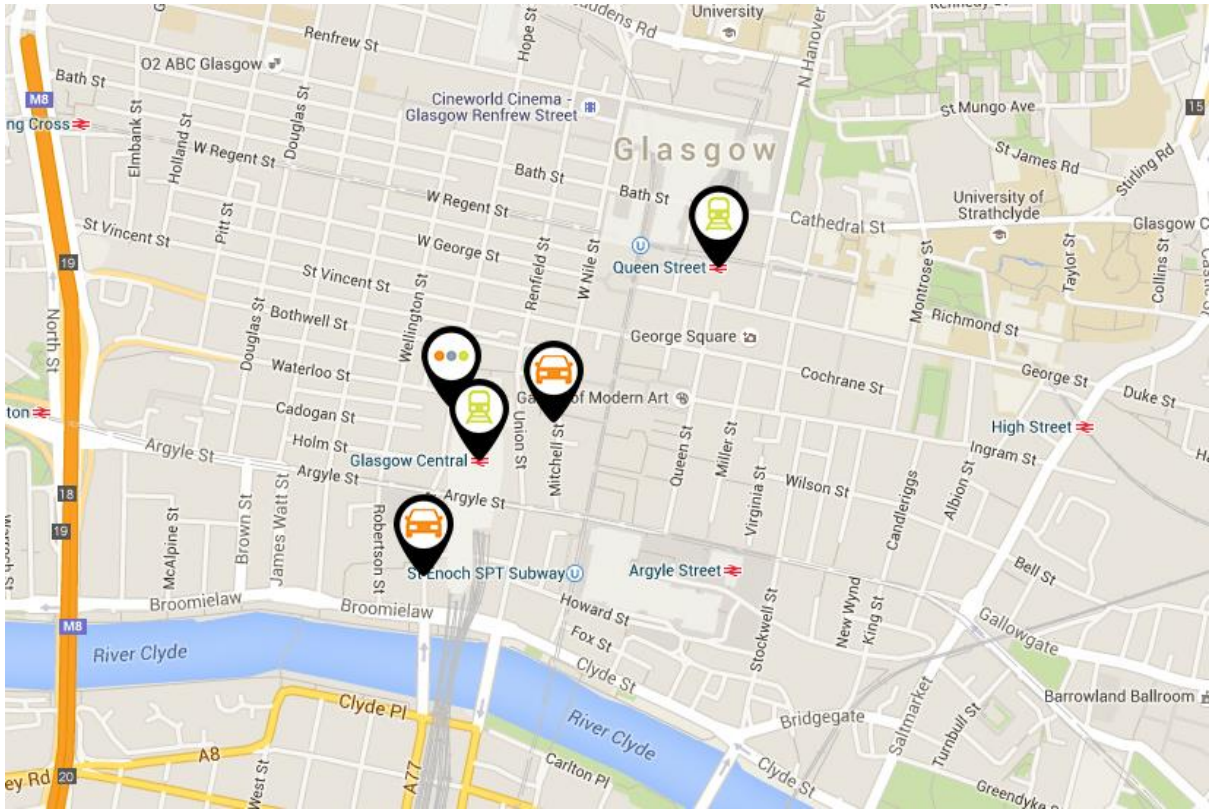 University
Hope St
Renfrew St
N Hanover
O2 ABC Glasgow
Bath St
M8
Douglas St
Cineworld Cinema -
Glasgow Renfrew Street
St Mungo Ave
15
ng Cross
Elmbank St
Holland St
W Regent St
Glasgow
St James Rd
Stirling Rd
Bath St
Bath St
W Regent St
University of
Strathclyde
Cathedral St
Glasgow C
Pitt St
St Vincent St
W George St
Renfield St
W Nile St
U
Queen Street
Montrose St
Taylor St
Collins St
19
St Vincent St
Wellington St
Bothwell St
Douglas St
North St
George Square
Richmond St
Waterloo St
Cochrane St
George St
Duke St
Cadogan St
of Modern Art
ton
Argyle St
Holm St
Union St
Mitchell St
Queen St
Miller St
High Street
Ingram St
Glasgow Central
Argyle St
Argyle St
Wilson St
Virginia St
Candleriggs
Albion St
18
19
McAlpine St
Brown St
James Watt St
Robertson St
St Enoch SPT Subway
U
Argyle Street
Bell St
Broomielaw
Broomielaw
Howard St
Fox St
Stockwell St
New Wynd
King St
Gallowgate
M8
River Clyde
Clyde St
Clyde Pl
River Clyde
Bridgegate
Saltmarket
Turnbull St
Barrowland Ballroom
A8
ey Rd
20
West St
A77
Carlton Pl
Clyde St
Greendyke St